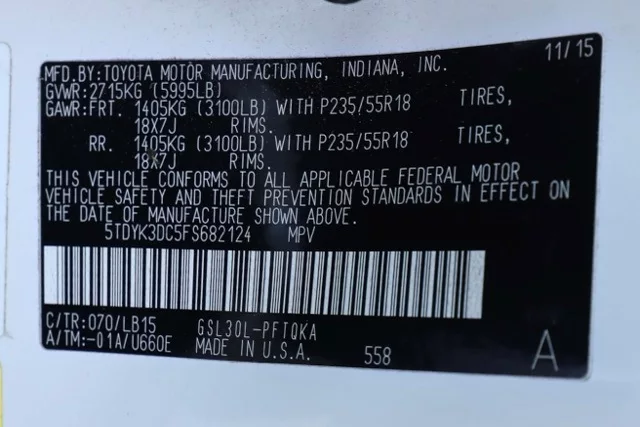 11/15
MFD.BY:TOYOTA MOTOR MANUFACTURING, INDIANA, INC.
GVWR:2715KG (5995LB)
GAWR:FRT. 1405KG (3100LB) WITH P235/55R18 TIRES,
18X7J RIMS.
RR. 1405KG (3100LB) WITH P235/55R18 TIRES,
18X7J RIMS.
THIS VEHICLE CONFORMS TO ALL APPLICABLE FEDERAL MOTOR
VEHICLE SAFETY AND THEFT PREVENTION STANDARDS IN EFFECT ON
THE DATE OF MANUFACTURE SHOWN ABOVE.
5TDYK3DC5FS682124 MPV
C/TR:070/LB15 GSL30L-PFTQKA
A/TM:-01A/U660E MADE IN U.S.A. 558 A